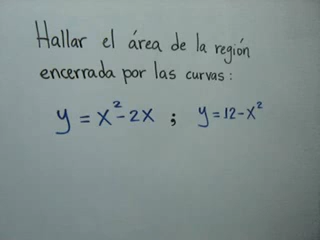 Hallar el área de la región
encerrada por las curvas:
y = x²-2x ; y = 12-x²